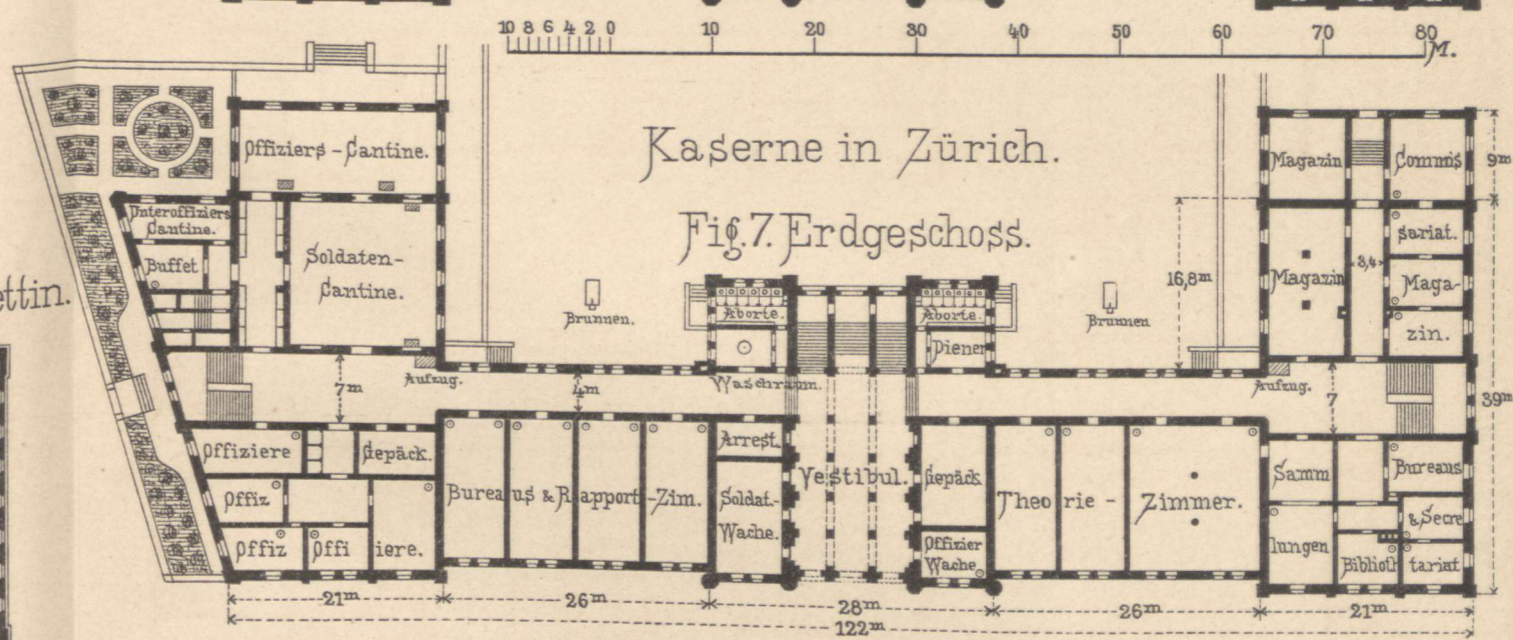 10 8 6 4 2 0 10 20 30 40 50 60 70 80 M.
Kaserne in Zürich.
Fig. 7. Erdgeschoss.
ettin.
Offiziers-Cantine.
Unteroffiziers
Cantine.
Buffet
Soldaten-
Cantine.
Brunnen.
Aborte.
Aborte.
Diener
Waschraum.
Brunnen
16,8m
Magazin
Commis
9m
sariat.
3,4
Magazin
Maga-
zin.
Aufzug.
7m
4m
Aufzug.
7
39m
Offiziere
Gepäck.
Offiz
Offiz
Offi
iere.
Bureaus & Rapport-Zim.
Arrest.
Soldat.-
Wache.
Vestibul.
Gepäck
Offizier
Wache
Theorie - Zimmer.
Samm
lungen
Bureaus
& Secre
Biblioth
tariat
21m 26m 28m 26m 21m
122m